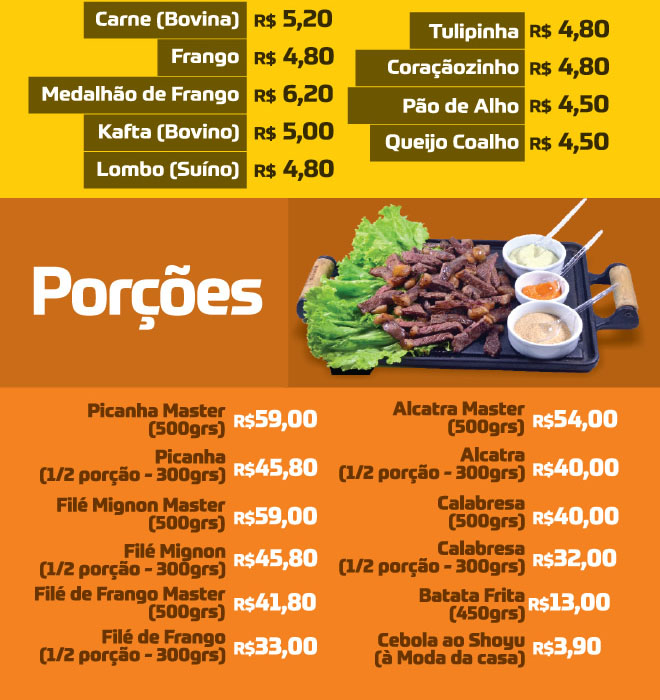 Carne (Bovina) R$ 5,20
Frango R$ 4,80
Medalhão de Frango R$ 6,20
Kafta (Bovino) R$ 5,00
Lombo (Suíno) R$ 4,80
Tulipinha R$ 4,80
Coraçãozinho R$ 4,80
Pão de Alho R$ 4,50
Queijo Coalho R$ 4,50
Porções
Picanha Master
(500grs) R$59,00
Picanha
(1/2 porção - 300grs) R$45,80
Filé Mignon Master
(500grs) R$59,00
Filé Mignon
(1/2 porção - 300grs) R$45,80
Filé de Frango Master
(500grs) R$41,80
Filé de Frango
(1/2 porção - 300grs) R$33,00
Alcatra Master
(500grs) R$54,00
Alcatra
(1/2 porção - 300grs) R$40,00
Calabresa
(500grs) R$40,00
Calabresa
(1/2 porção - 300grs) R$32,00
Batata Frita
(450grs) R$13,00
Cebola ao Shoyu
(à Moda da casa) R$3,90